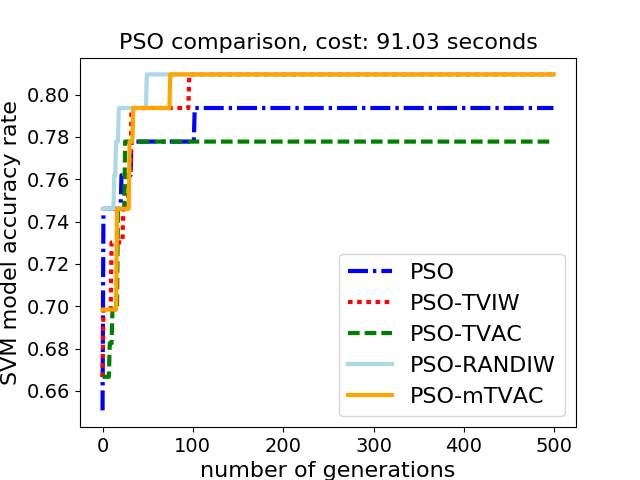 PSO comparison, cost: 91.03 seconds
SVM model accuracy rate
0.80
0.78
0.76
0.74
0.72
0.70
0.68
0.66
PSO
PSO-TVIW
PSO-TVAC
PSO-RANDIW
PSO-mTVAC
0 100 200 300 400 500
number of generations